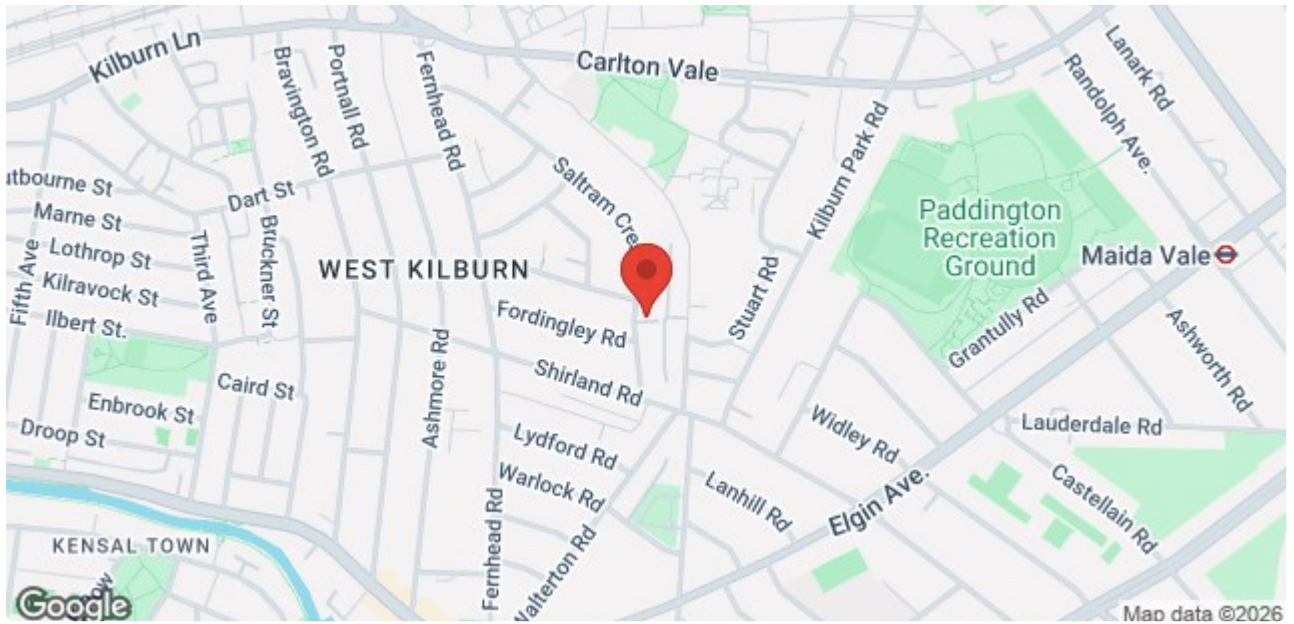 Kilburn Ln
Bravington Rd
Portnall Rd
Fernhead Rd
Carlton Vale
Lanark Rd
Randolph Ave.
Saltram Cre
Kilburn Park Rd
Dart St
Marne St
Lothrop St
Kilravock St
Ilbert St.
Fifth Ave
Third Ave
Bruckner St
WEST KILBURN
Paddington
Recreation
Ground
Maida Vale
Stuart Rd
Fordingley Rd
Grantully Rd
Ashworth Rd
Ashmore Rd
Shirland Rd
Caird St
Enbrook St
Droop St
Lydford Rd
Warlock Rd
Widley Rd
Lauderdale Rd
Lanhill Rd
Elgin Ave.
Castellain Rd
KENSAL TOWN
Fernhead Rd
Walterton Rd
Google
Map data ©2026